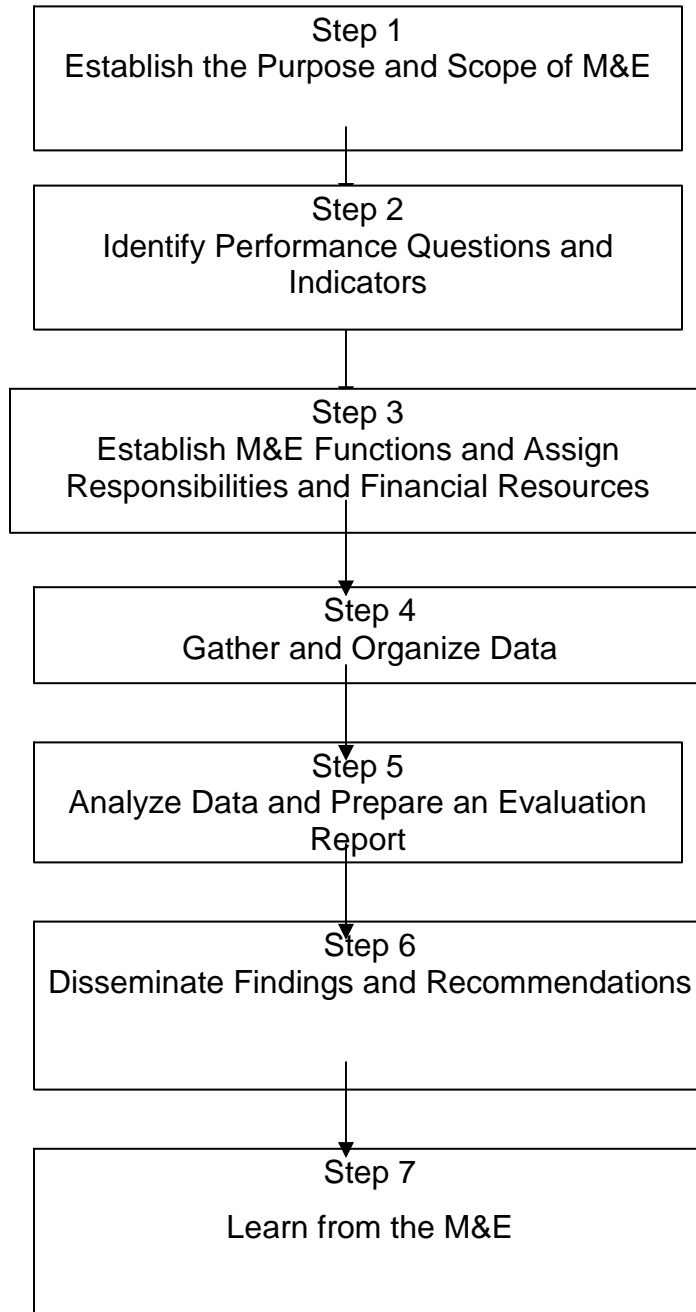 Step 1
Establish the Purpose and Scope of M&E
Step 2
Identify Performance Questions and
Indicators
Step 3
Establish M&E Functions and Assign
Responsibilities and Financial Resources
Step 4
Gather and Organize Data
Step 5
Analyze Data and Prepare an Evaluation
Report
Step 6
Disseminate Findings and Recommendations
Step 7
Learn from the M&E